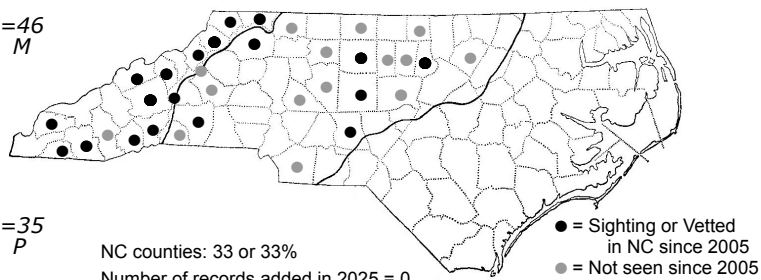 =46
M
=35
P
NC counties: 33 or 33%
Number of records added in 2025 = 0
● = Sighting or Vetted
in NC since 2005
● = Not seen since 2005